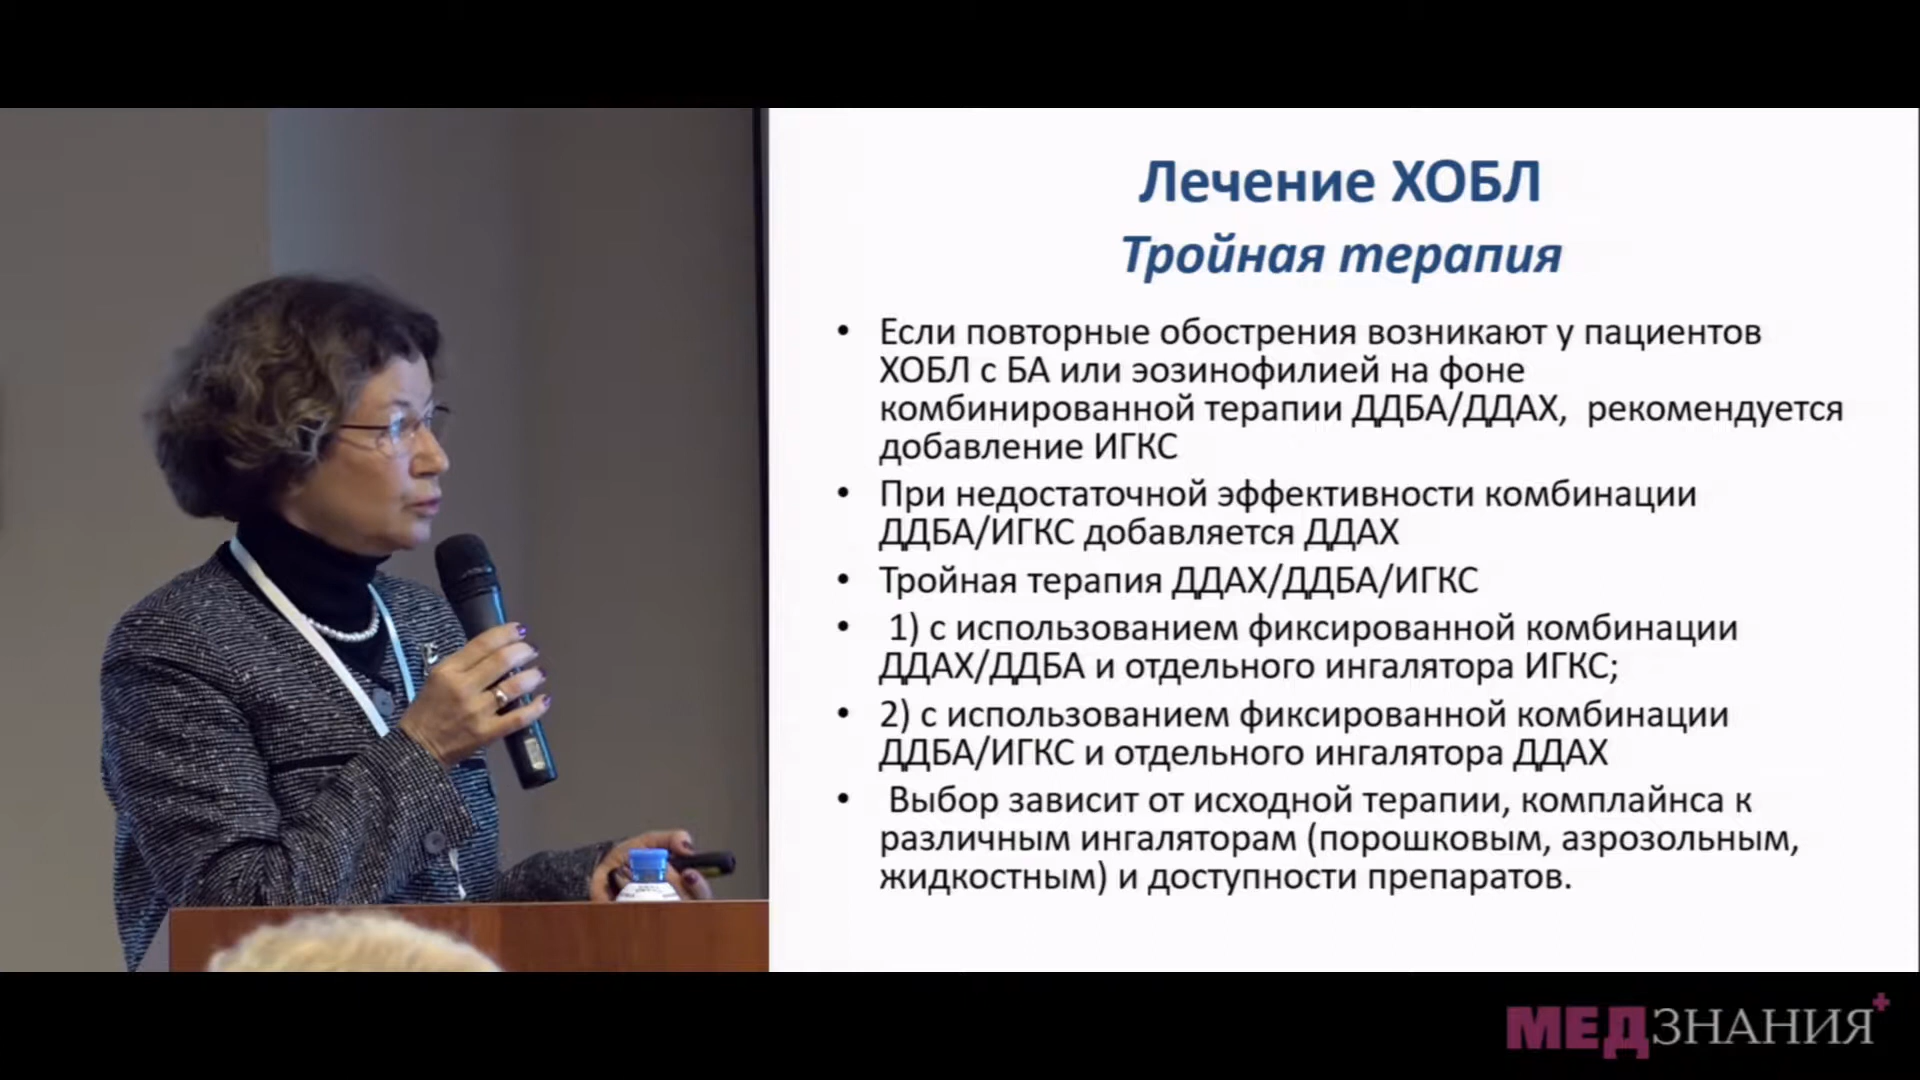 Лечение ХОБЛ
Тройная терапия
• Если повторные обострения возникают у пациентов
ХОБЛ с БА или эозинофилией на фоне
комбинированной терапии ДДБА/ДДАХ, рекомендуется
добавление ИГКС
• При недостаточной эффективности комбинации
ДДБА/ИГКС добавляется ДДАХ
• Тройная терапия ДДАХ/ДДБА/ИГКС
• 1) с использованием фиксированной комбинации
ДДАХ/ДДБА и отдельного ингалятора ИГКС;
• 2) с использованием фиксированной комбинации
ДДБА/ИГКС и отдельного ингалятора ДДАХ
• Выбор зависит от исходной терапии, комплайнса к
различным ингаляторам (порошковым, аэрозольным,
жидкостным) и доступности препаратов.
МЕДЗНАНИЯ+